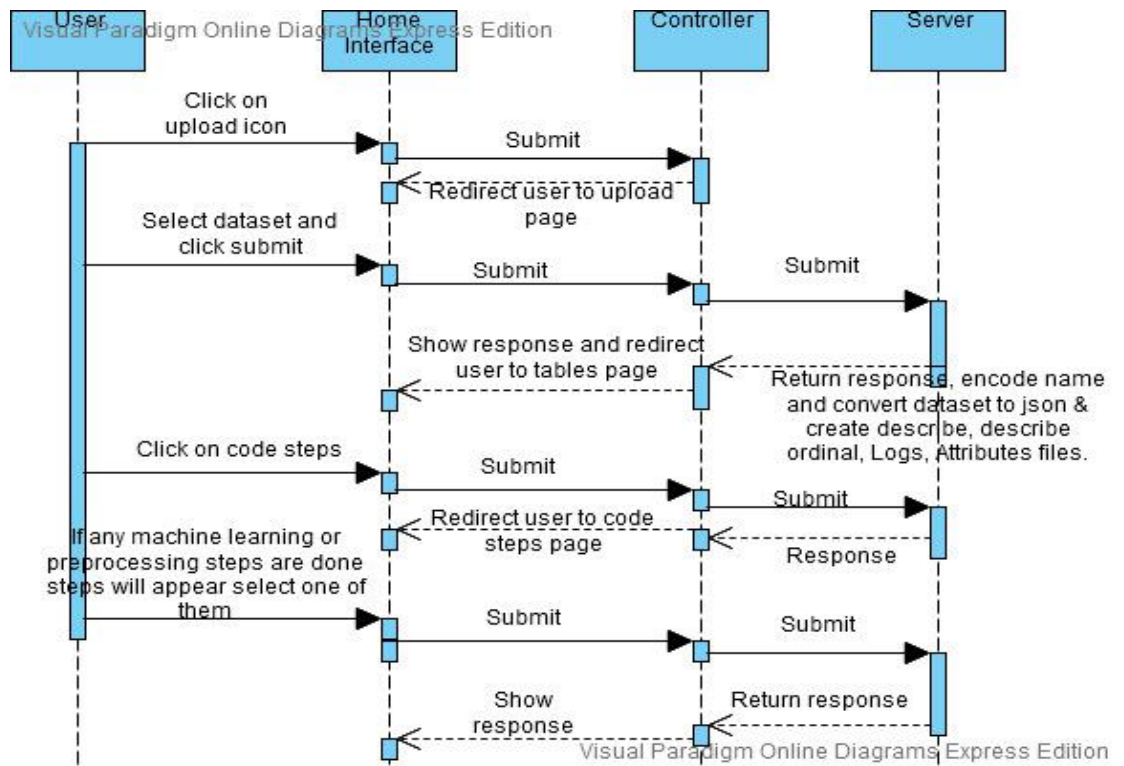 User
Home
Interface
Controller
Server
Visual Paradigm Online Diagrams Express Edition
Click on
upload icon
Submit
Redirect user to upload
page
Select dataset and
click submit
Submit
Submit
Show response and redirect
user to tables page
Return response, encode name
and convert dataset to json &
create describe, describe
ordinal, Logs, Attributes files.
Click on code steps
Submit
Submit
Redirect user to code
steps page
Response
If any machine learning or
preprocessing steps are done
steps will appear select one of
them
Submit
Submit
Return response
Show
response
Visual Paradigm Online Diagrams Express Edition